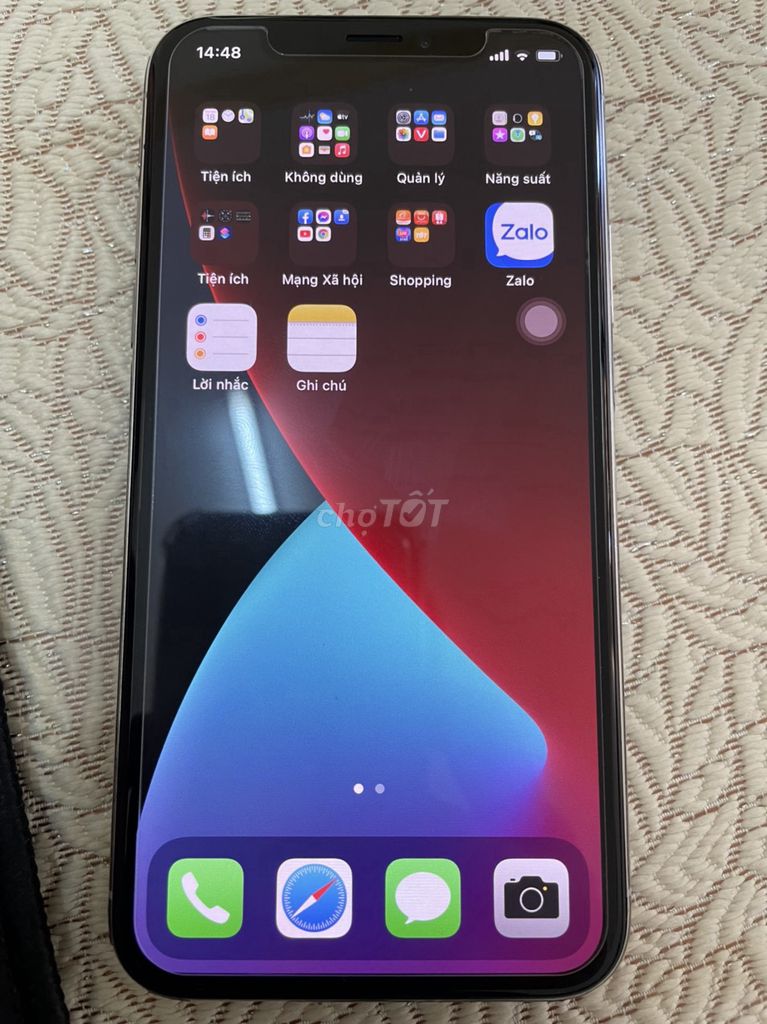 14:48
Tiện ích
Không dùng
Quản lý
Năng suất
Tiện ích
Mạng Xã hội
Shopping
Zalo
Zalo
Lời nhắc
Ghi chú
chợTỐT